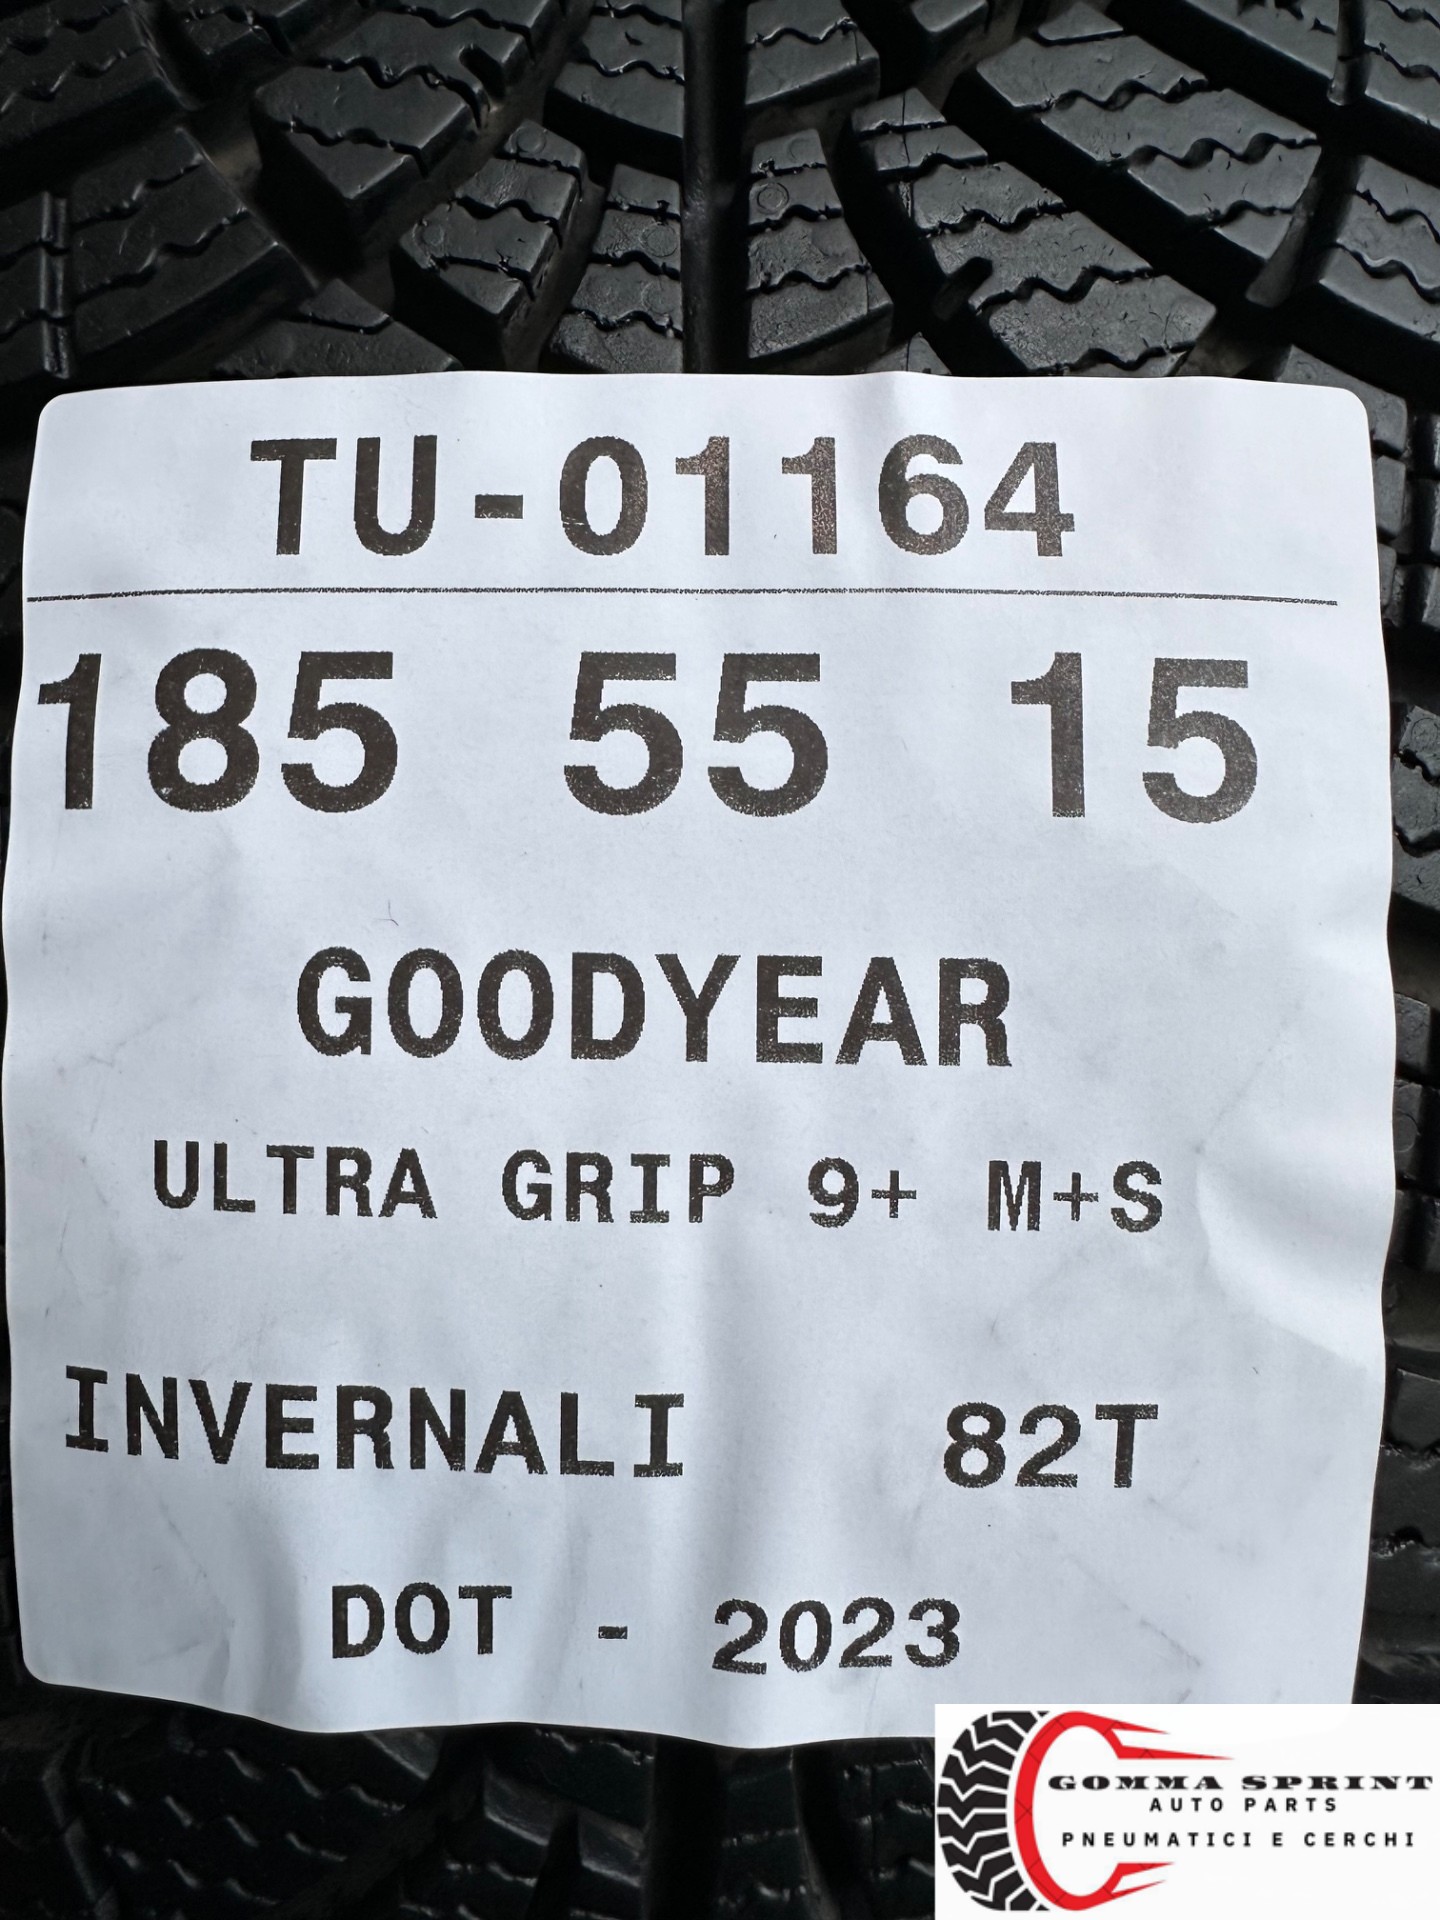 TU-01164
185 55 15
GOODYEAR
ULTRA GRIP 9+ M+S
INVERNALI 82T
DOT - 2023
GOMMA SPRINT
AUTO PARTS
PNEUMATICI E CERCHI